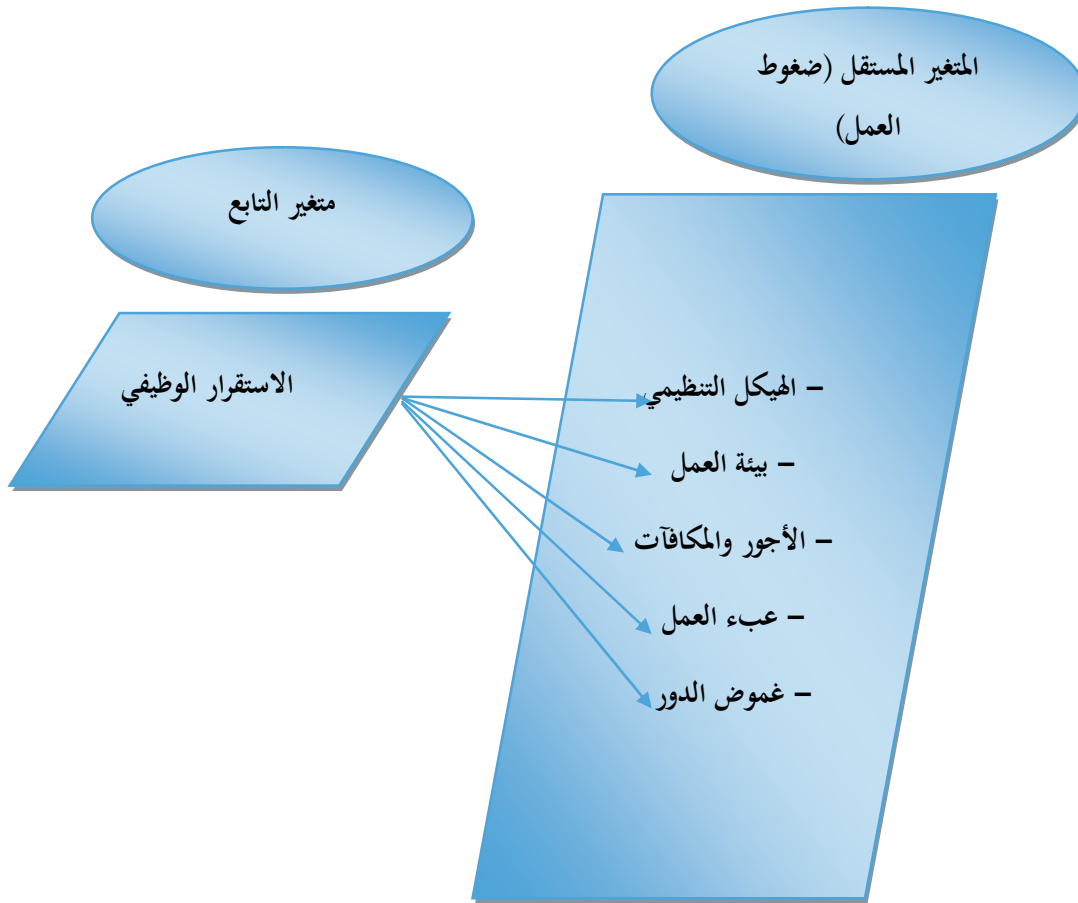 المتغير المستقل (ضغوط
العمل)
متغير التابع
الاستقرار الوظيفي
– الهيكل التنظيمي
– بيئة العمل
– الأجور والمكافآت
– عبء العمل
– غموض الدور